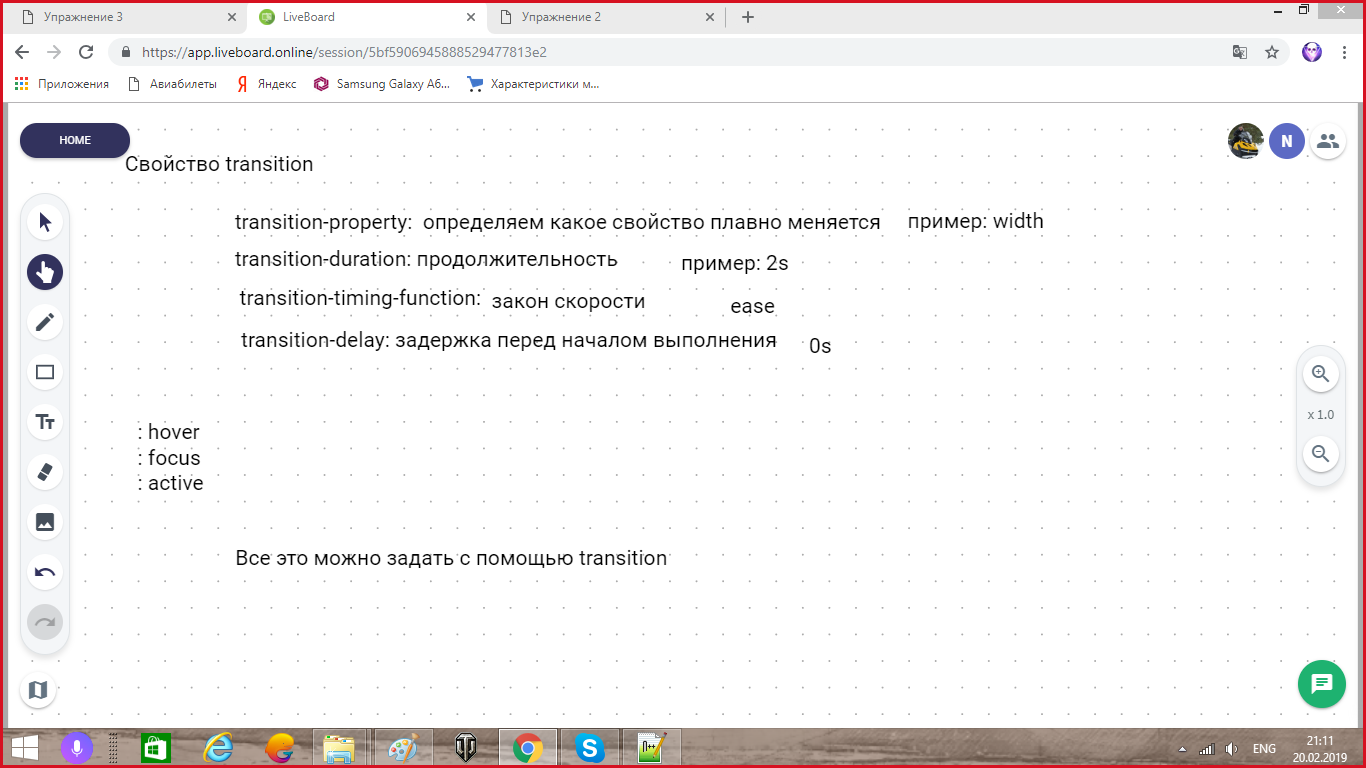 Упражнение 3
LiveBoard
Упражнение 2
https://app.liveboard.online/session/5bf5906945888529477813e2
Приложения
Авиабилеты
Яндекс
Samsung Galaxy A6...
Характеристики м...
HOME
N
Свойство transition
transition-property: определяем какое свойство плавно меняется пример: width
transition-duration: продолжительность пример: 2s
transition-timing-function: закон скорости ease
transition-delay: задержка перед началом выполнения 0s
: hover
: focus
: active
x 1.0
Все это можно задать с помощью transition
ENG
21:11
20.02.2019